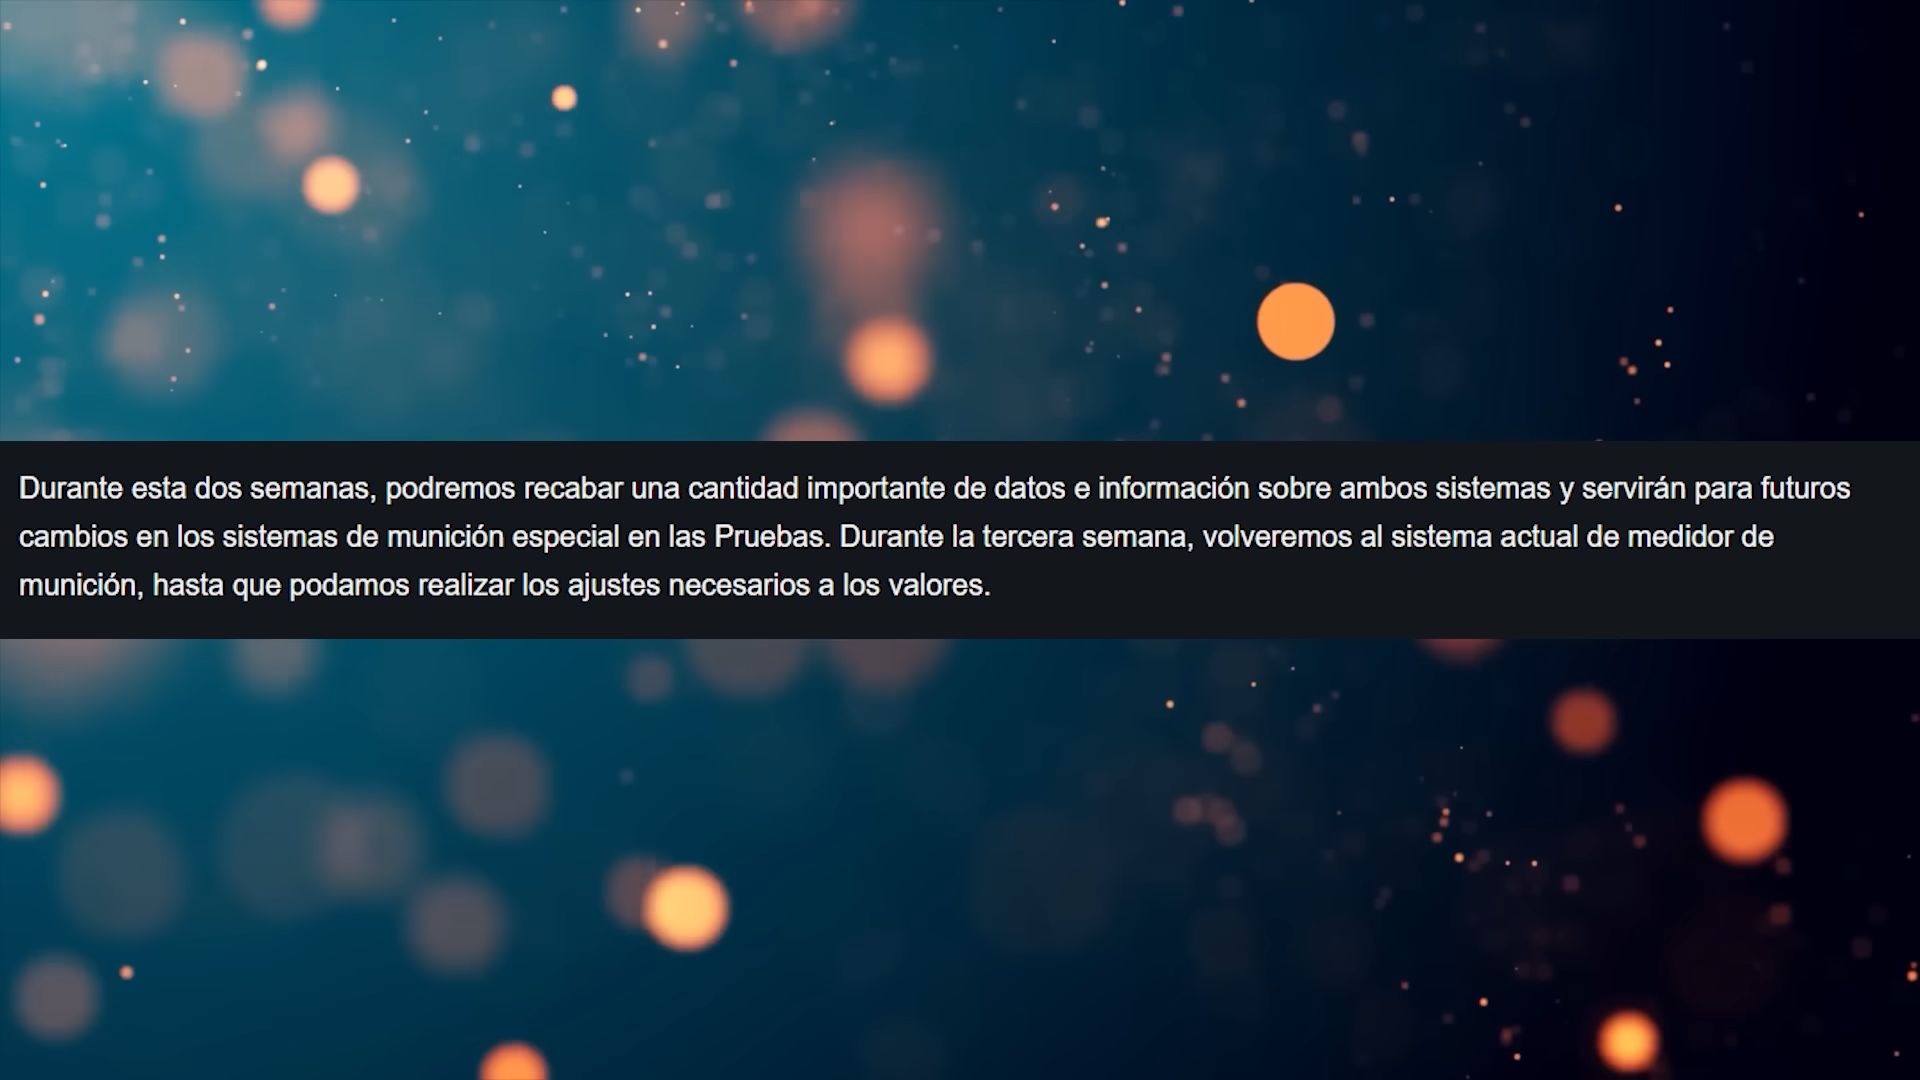 Durante esta dos semanas, podremos recabar una cantidad importante de datos e información sobre ambos sistemas y servirán para futuros
cambios en los sistemas de munición especial en las Pruebas. Durante la tercera semana, volveremos al sistema actual de medidor de
munición, hasta que podamos realizar los ajustes necesarios a los valores.